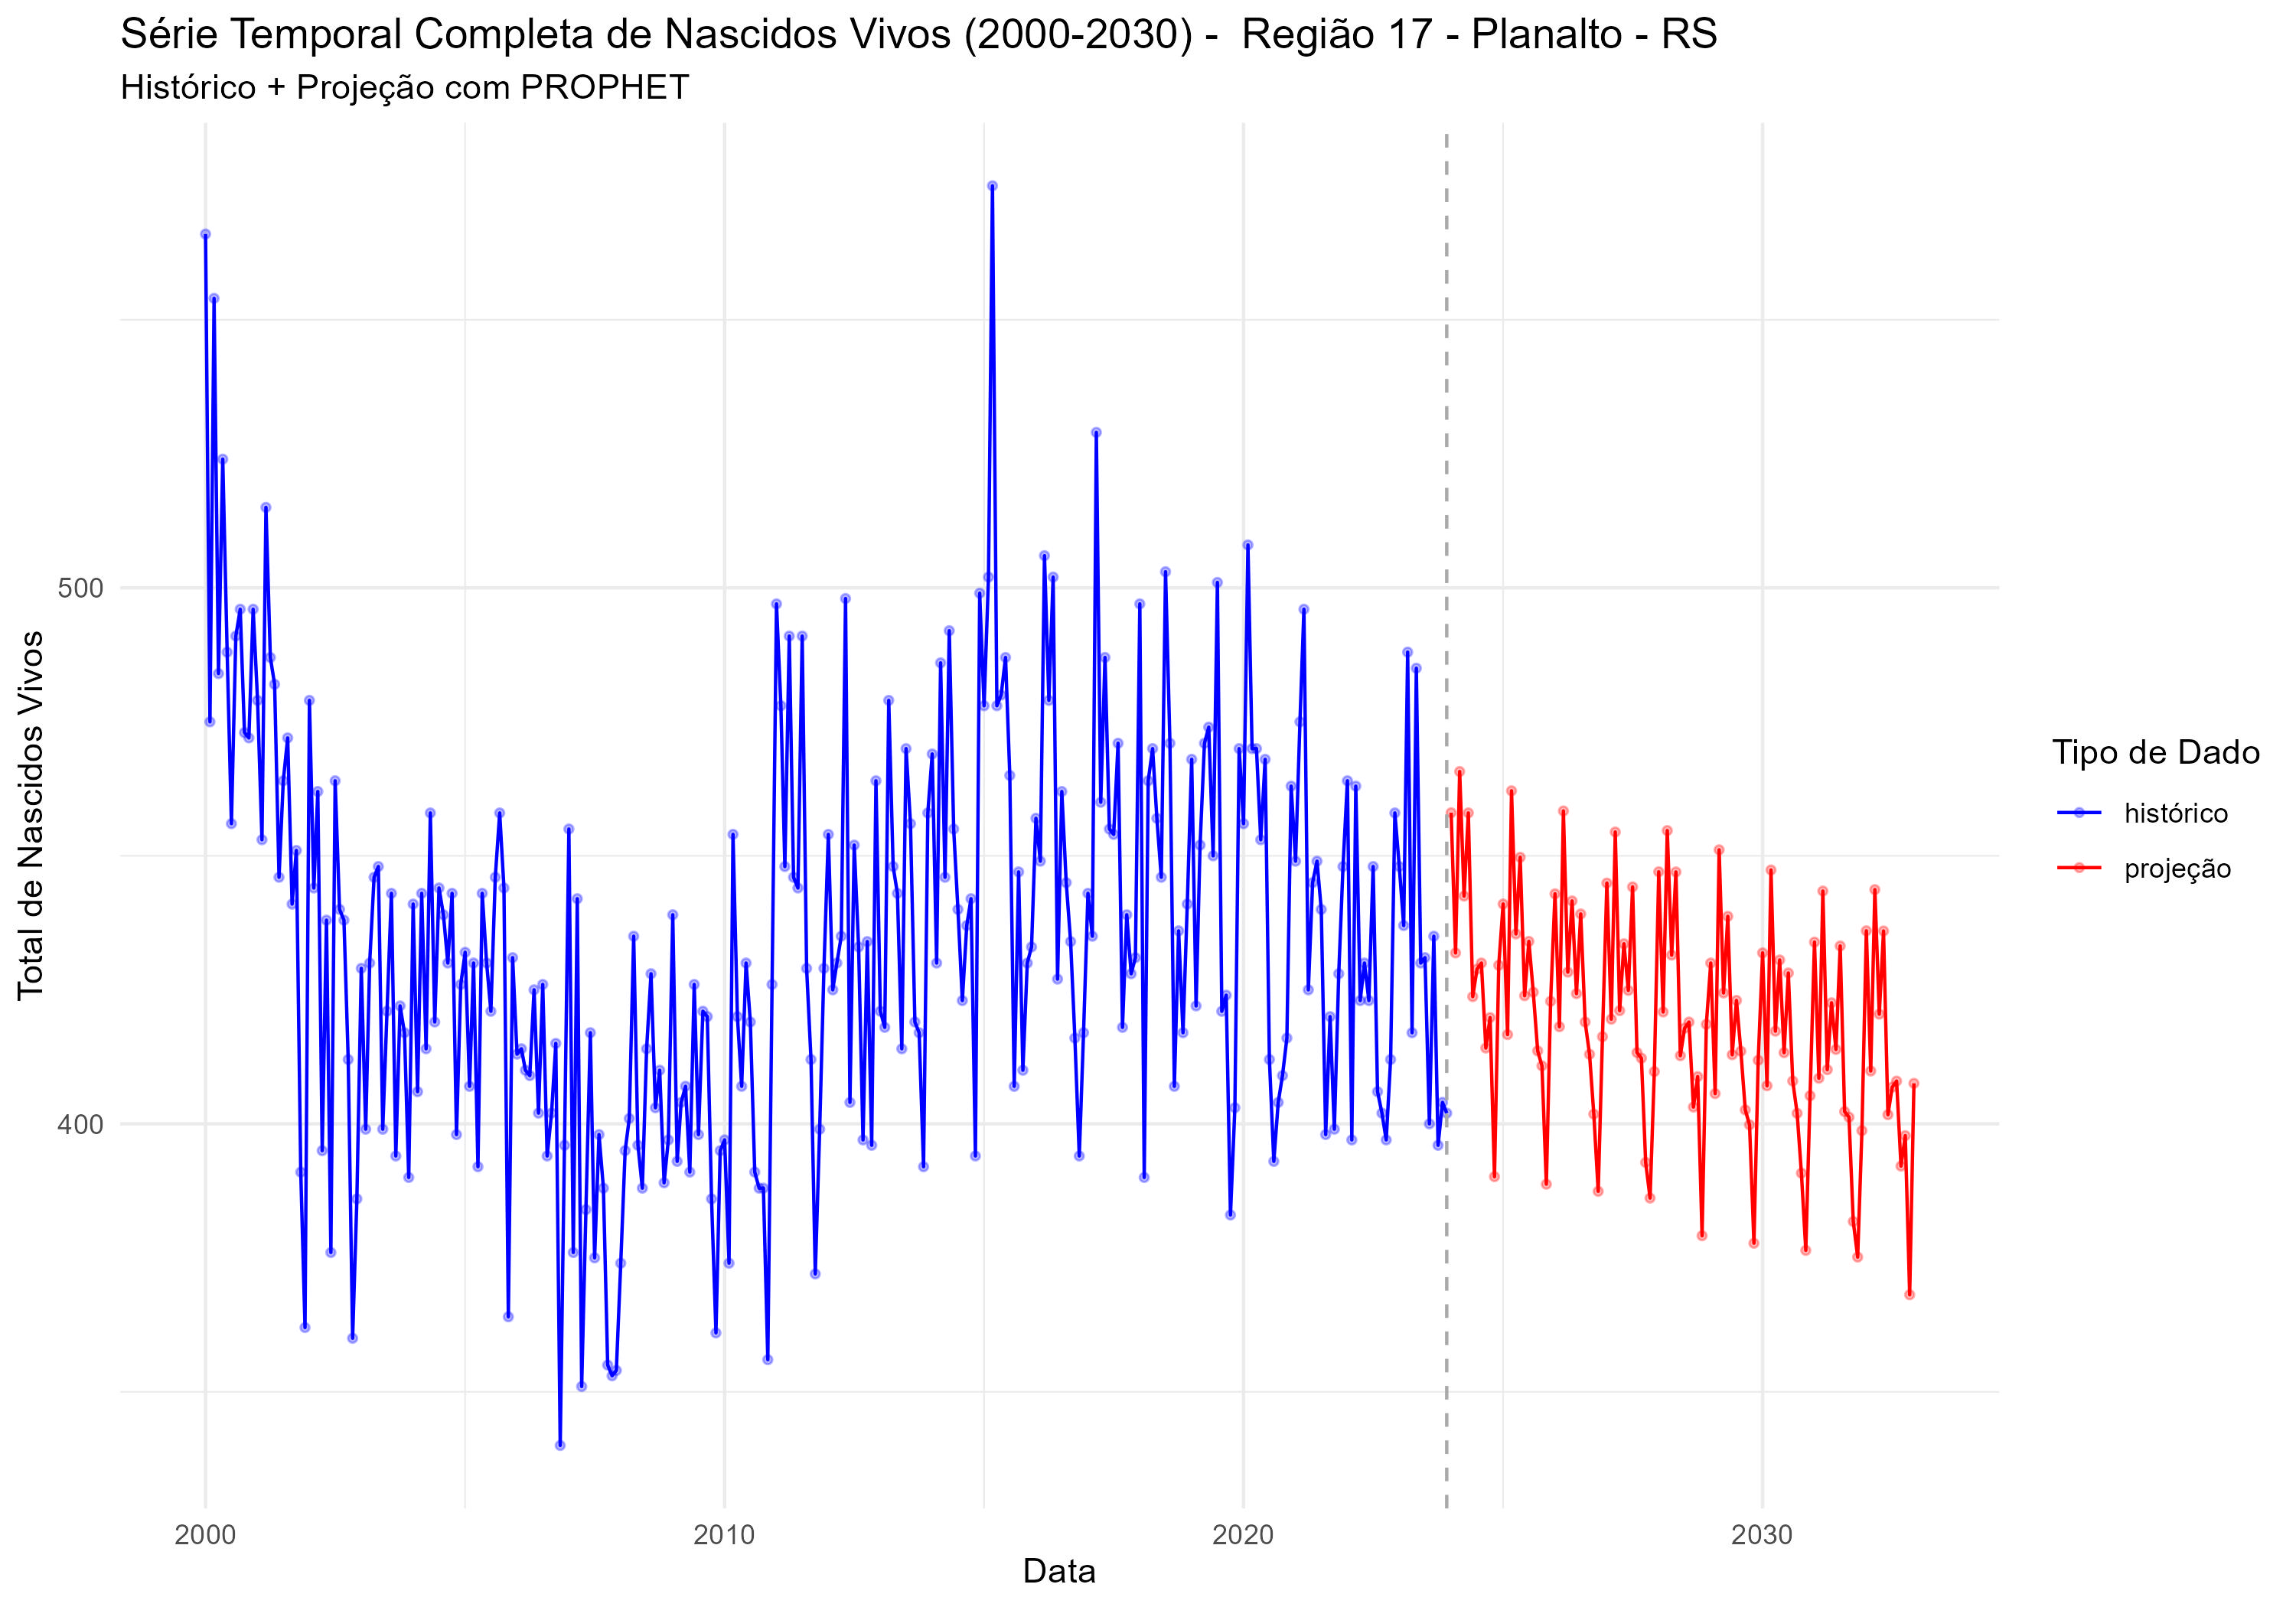 Série Temporal Completa de Nascidos Vivos (2000-2030) -  Região 17 - Planalto - RS
Histórico + Projeção com PROPHET
Total de Nascidos Vivos
500
400
2000
2010
2020
2030
Data
Tipo de Dado
histórico
projeção